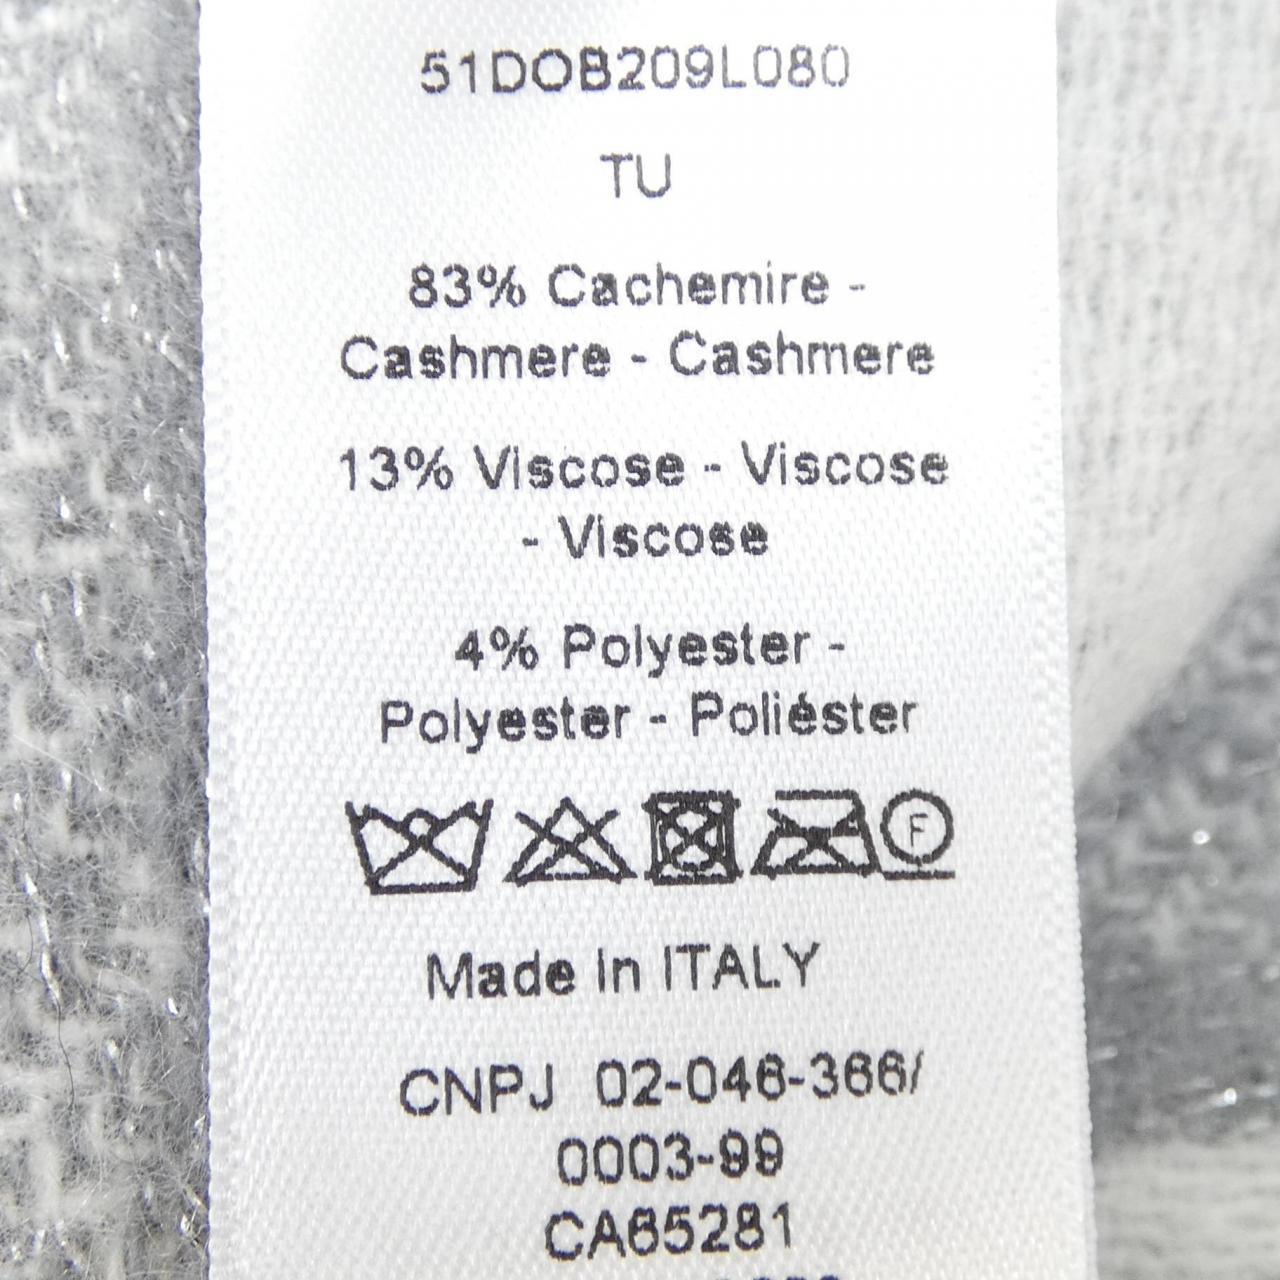 51DOB209L080
TU
83% Cachemire -
Cashmere - Cashmere
13% Viscose - Viscose
- Viscose
4% Polyester -
Polyester - Poliéster
F
Made in ITALY
CNPJ 02-046-366/
0003-99
CA65281